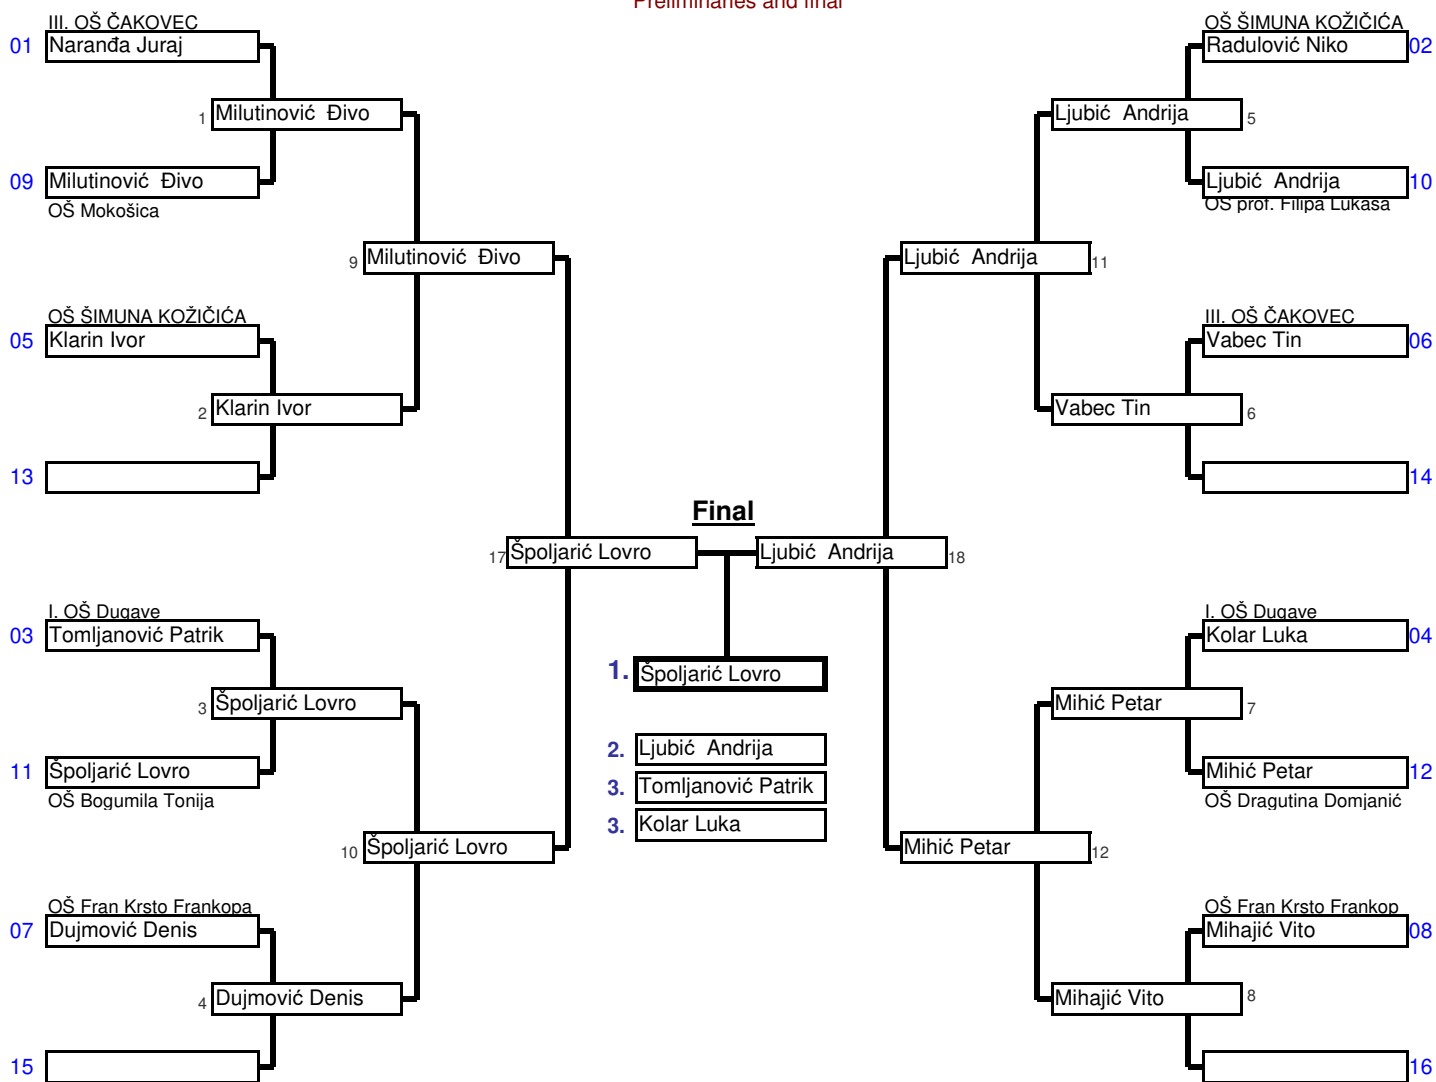 Preliminaries and final
III. OŠ ČAKOVEC
01 Naranđa Juraj
1 Milutinović Đivo
09 Milutinović Đivo
OŠ Mokošica
9 Milutinović Đivo
OŠ ŠIMUNA KOŽIČIĆA
05 Klarin Ivor
2 Klarin Ivor
13
17 Špoljarić Lovro
I. OŠ Dugave
03 Tomljanović Patrik
3 Špoljarić Lovro
11 Špoljarić Lovro
OŠ Bogumila Tonija
10 Špoljarić Lovro
OŠ Fran Krsto Frankopa
07 Dujmović Denis
4 Dujmović Denis
15
Final
1. Špoljarić Lovro
2. Ljubić Andrija
3. Tomljanović Patrik
3. Kolar Luka
OŠ ŠIMUNA KOŽIČIĆA
Radulović Niko 02
Ljubić Andrija 5
Ljubić Andrija 10
OŠ prof. Filipa Lukasa
Ljubić Andrija 11
III. OŠ ČAKOVEC
Vabec Tin 06
Vabec Tin 6
14
Ljubić Andrija 18
I. OŠ Dugave
Kolar Luka 04
Mihić Petar 7
Mihić Petar 12
OŠ Dragutina Domjanić
Mihić Petar 12
OŠ Fran Krsto Frankop
Mihajić Vito 08
Mihajić Vito 8
16